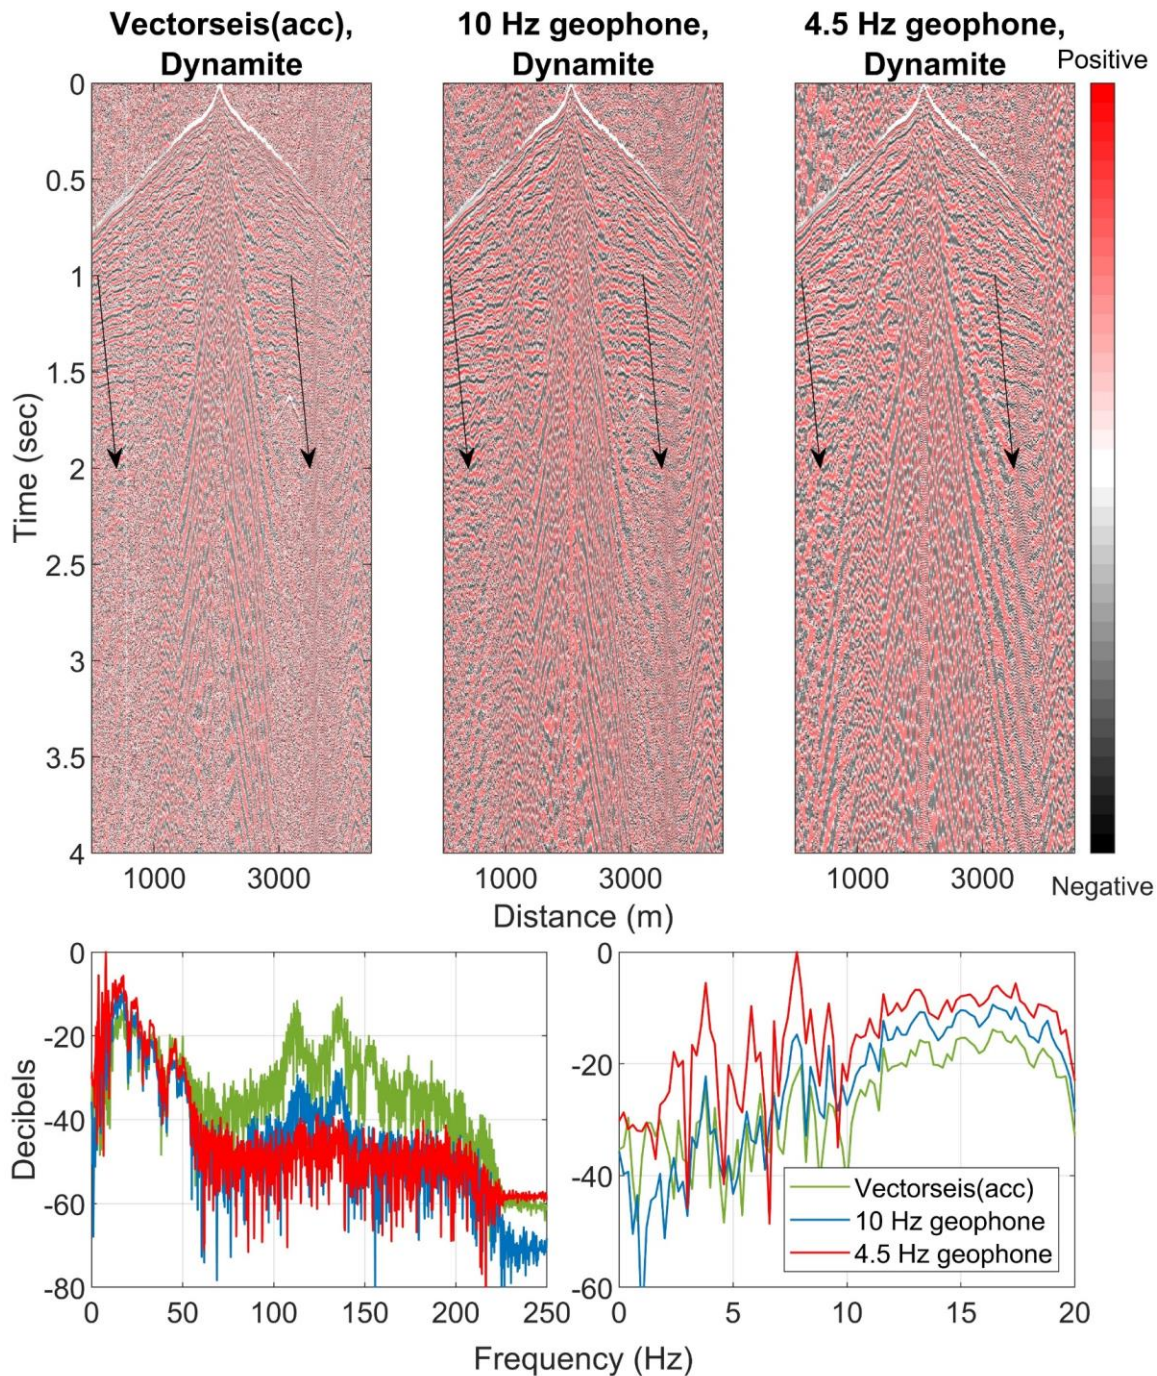 Vectorseis(acc),
Dynamite
10 Hz geophone,
Dynamite
4.5 Hz geophone,
Dynamite
Positive
0
0.5
1
1.5
2
2.5
3
3.5
4
Time (sec)
1000 3000
1000 3000
1000 3000
Negative
Distance (m)
0
-20
-40
-60
-80
Decibels
0 50 100 150 200 250
0
-20
-40
-60
0 5 10 15 20
Vectorseis(acc)
10 Hz geophone
4.5 Hz geophone
Frequency (Hz)